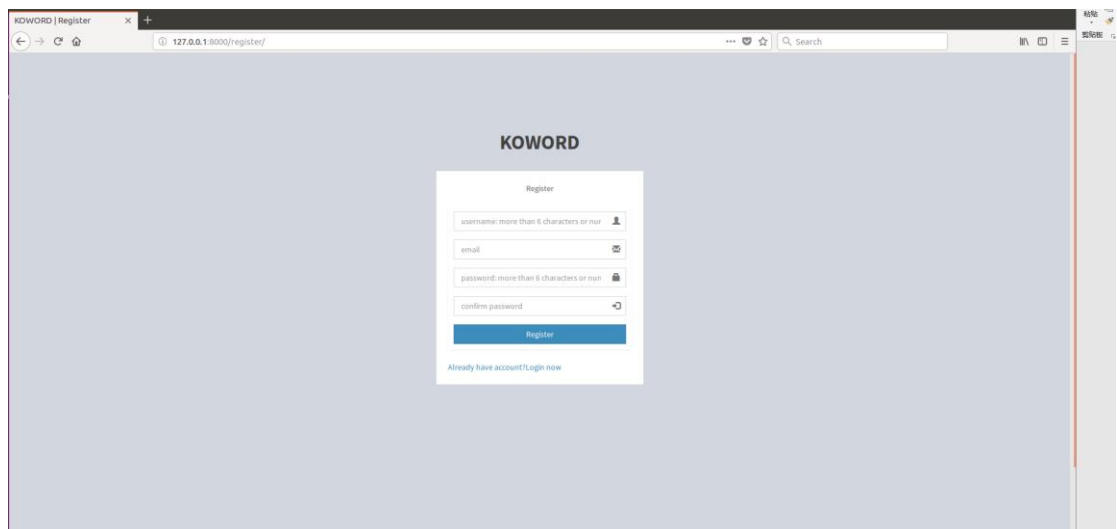 KOWORD | Register
粘贴
127.0.0.1:8000/register/
Search
剪贴板
KOWORD
Register
username: more than 6 characters or nur
email
password: more than 6 characters or nun
confirm password
Register
Already have account?Login now